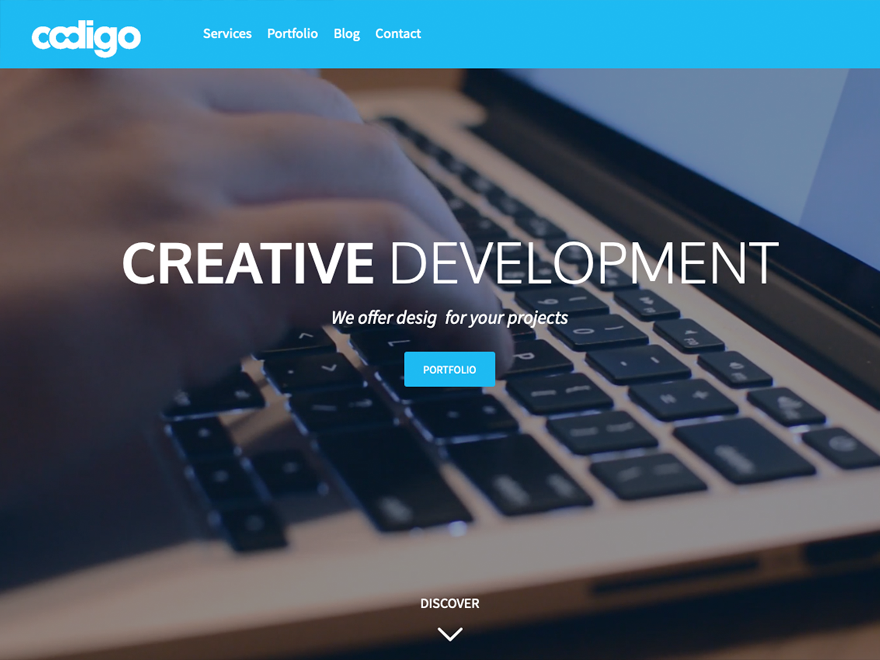 codigo
Services Portfolio Blog Contact
CREATIVE DEVELOPMENT
We offer desig for your projects
PORTFOLIO
DISCOVER